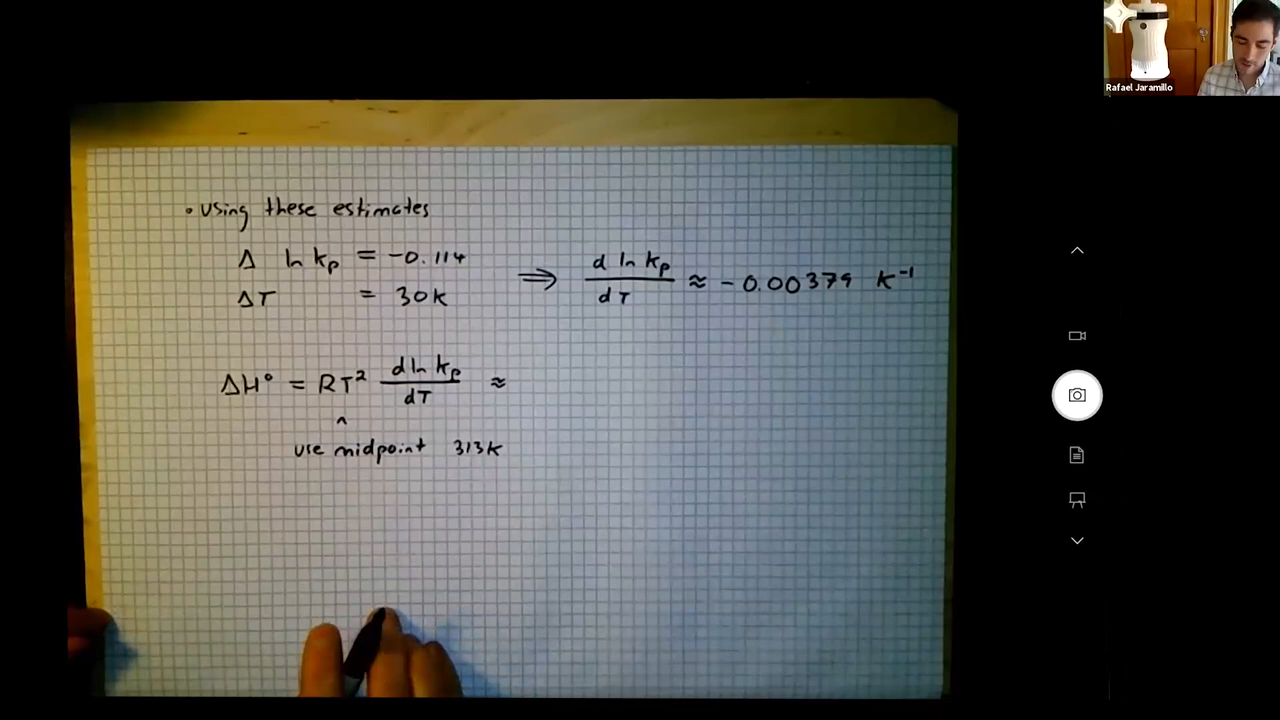 Rafael Jaramillo
• using these estimates
Δ ln kp = -0.114
ΔT = 30K
⟹ d ln kp / dT ≈ -0.00379 K⁻¹
ΔH° = RT² d ln kp / dT ≈
^
use midpoint 313K